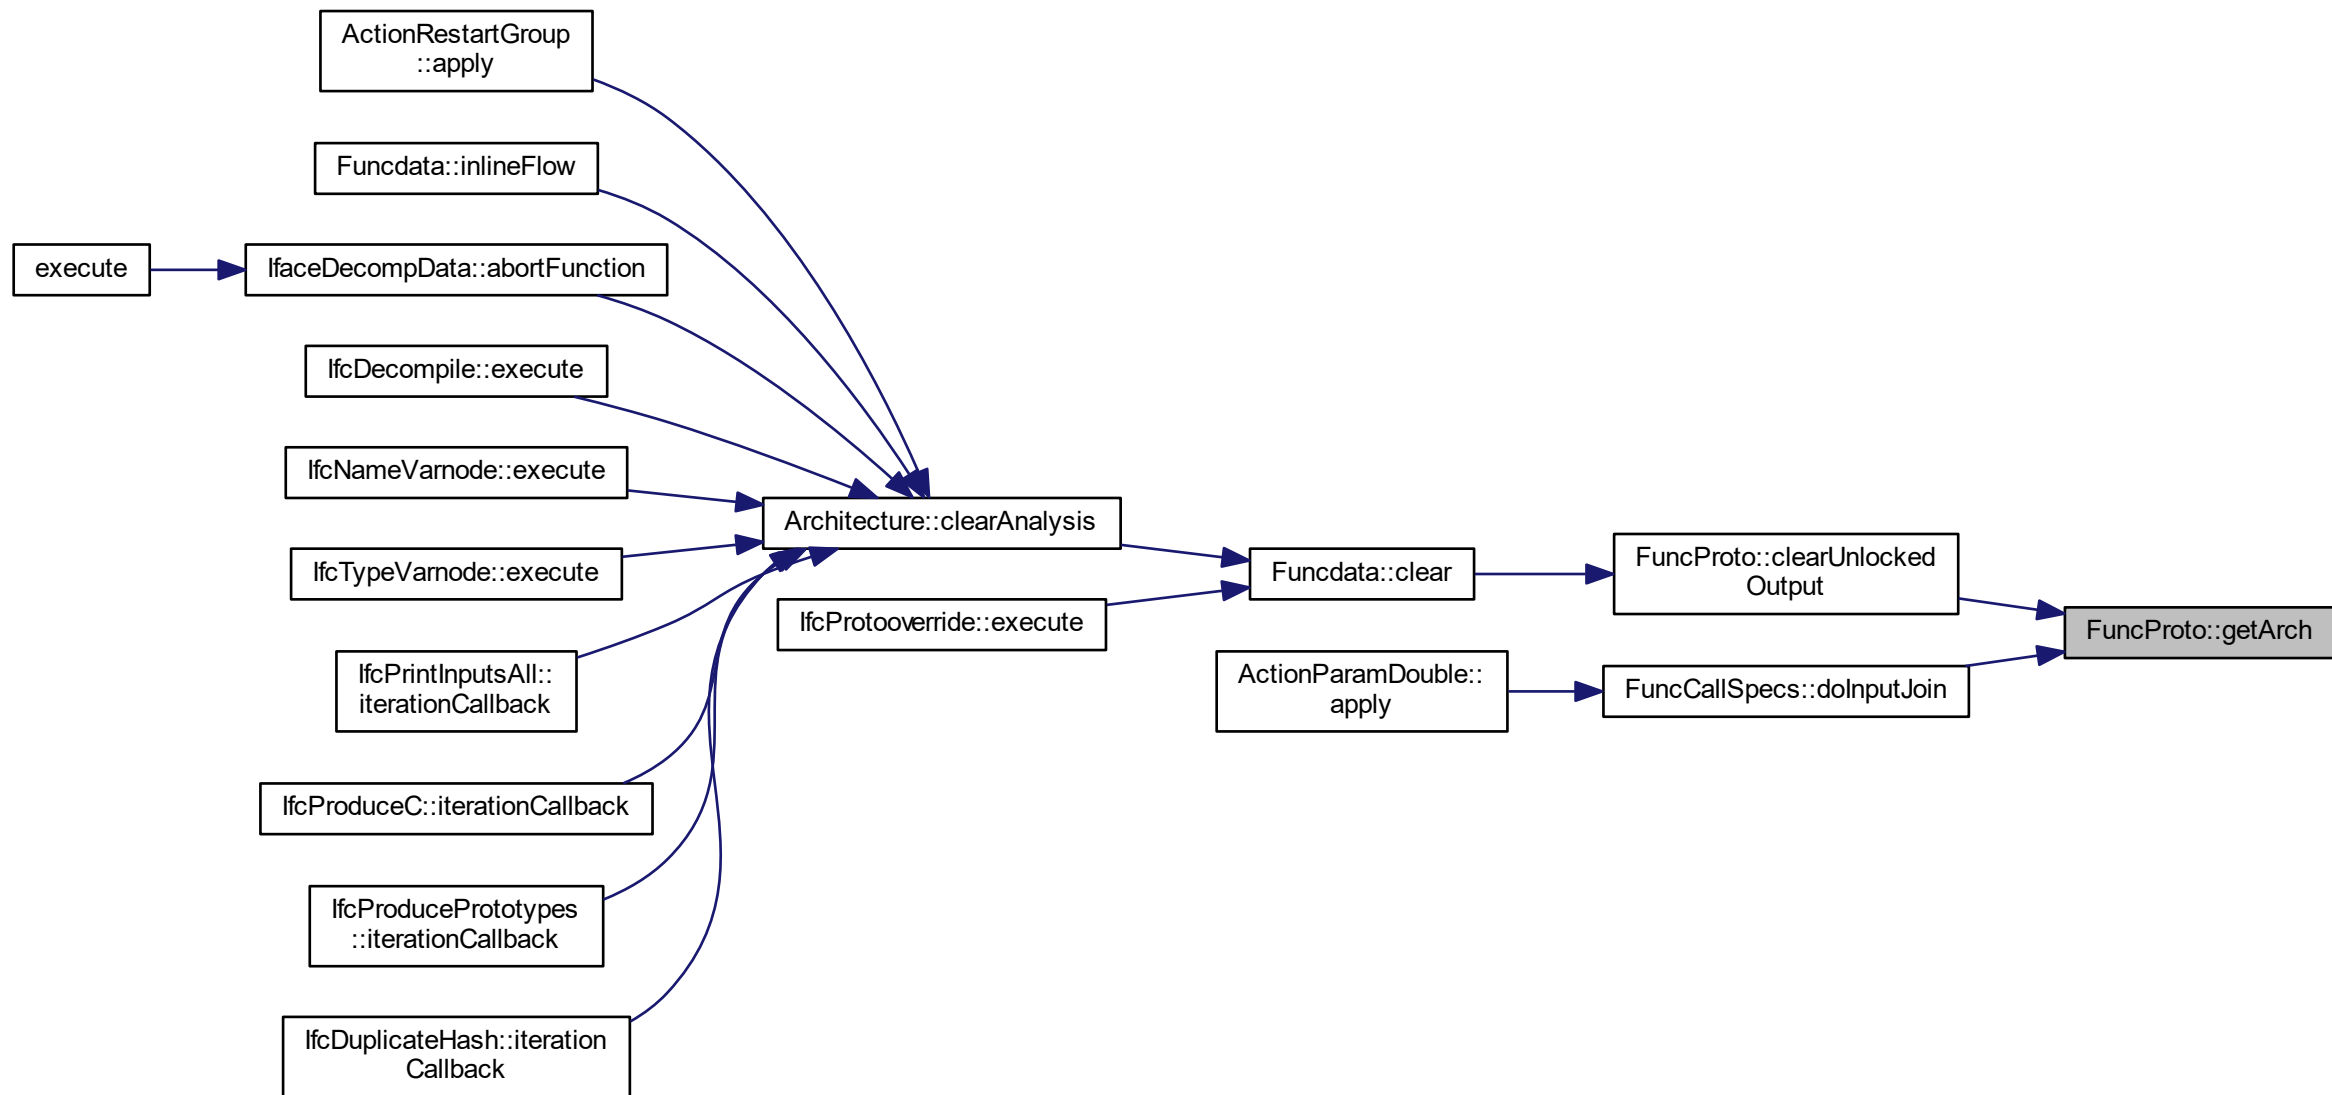 ActionRestartGroup
::apply
Funcdata::inlineFlow
execute
IfaceDecompData::abortFunction
IfcDecompile::execute
IfcNameVarnode::execute
Architecture::clearAnalysis
IfcTypeVarnode::execute
Funcdata::clear
FuncProto::clearUnlocked
Output
IfcProtooverride::execute
FuncProto::getArch
IfcPrintInputsAll::
iterationCallback
ActionParamDouble::
apply
FuncCallSpecs::doInputJoin
IfcProduceC::iterationCallback
IfcProducePrototypes
::iterationCallback
IfcDuplicateHash::iteration
Callback